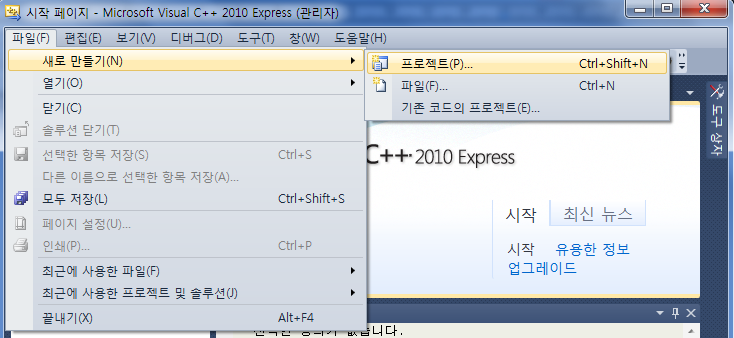 시작 페이지 - Microsoft Visual C++ 2010 Express (관리자)
파일(F) 편집(E) 보기(V) 디버그(D) 도구(T) 창(W) 도움말(H)
새로 만들기(N)
프로젝트(P)... Ctrl+Shift+N
열기(O)
파일(F)... Ctrl+N
닫기(C)
기존 코드의 프로젝트(E)...
도구 상자
솔루션 닫기(T)
선택한 항목 저장(S) Ctrl+S
C++ 2010 Express
다른 이름으로 선택한 항목 저장(A)...
모두 저장(L) Ctrl+Shift+S
시작 최신 뉴스
페이지 설정(U)...
인쇄(P)... Ctrl+P
시작 유용한 정보
업그레이드
최근에 사용한 파일(F)
최근에 사용한 프로젝트 및 솔루션(J)
끝내기(X) Alt+F4
없습니다.